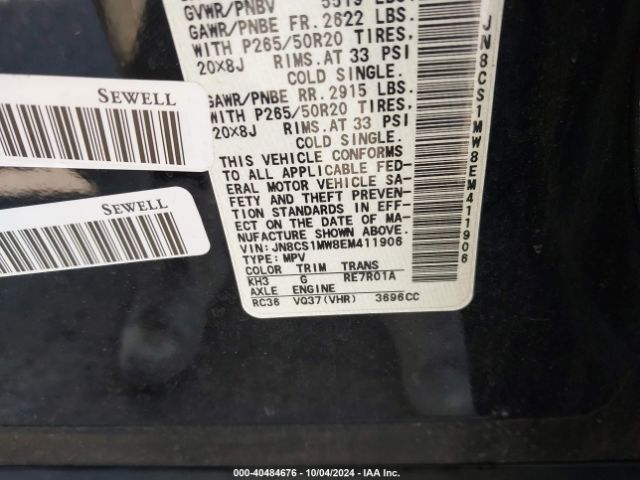 GVWR/PNBV 5519 LBS.
GAWR/PNBE FR. 2622 LBS.
WITH P265/50R20 TIRES,
20X8J RIMS. AT 33 PSI
COLD SINGLE.
GAWR/PNBE RR. 2915 LBS.
WITH P265/50R20 TIRES,
20X8J RIMS. AT 33 PSI
COLD SINGLE.
THIS VEHICLE CONFORMS
TO ALL APPLICABLE FED-
ERAL MOTOR VEHICLE SA-
FETY AND THEFT PREVEN-
TION STANDARDS IN EFF-
ECT ON THE DATE OF MA-
NUFACTURE SHOWN ABOVE.
VIN: JN8CS1MW8EM411906
TYPE: MPV
COLOR TRIM TRANS
KH3 G RE7R01A
AXLE ENGINE
RC36 VQ37(VHR) 3696CC
JN8CS1MW8EM411906
SEWELL
SEWELL
000-40484676 - 10/04/2024 - IAA Inc.